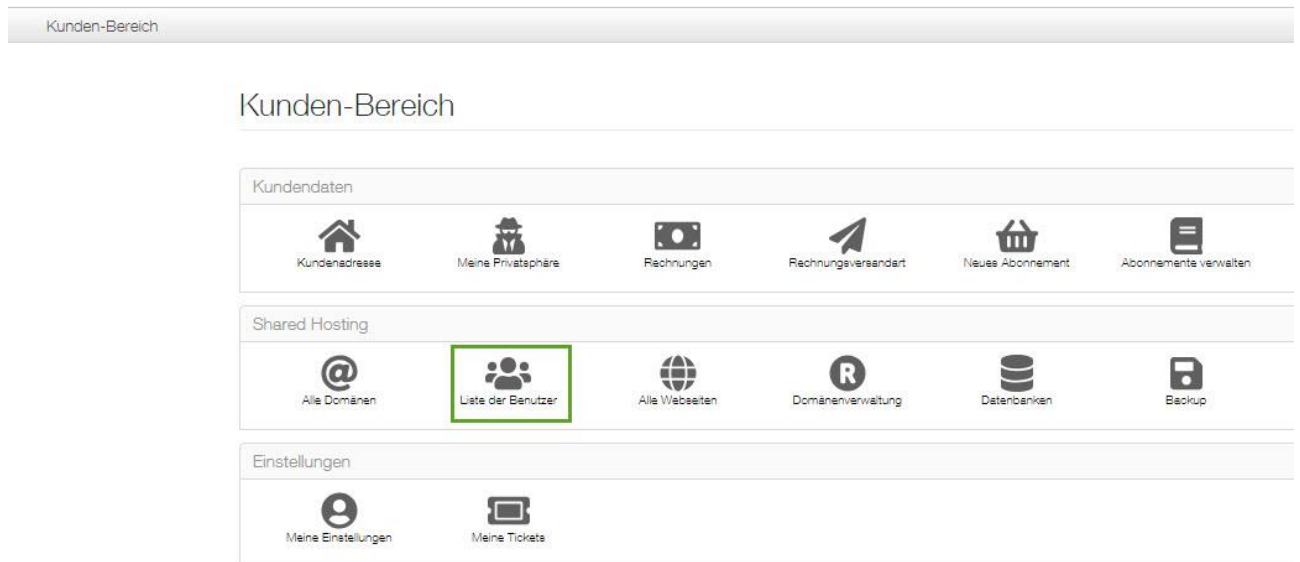 Kunden-Bereich
Kunden-Bereich
Kundendaten
Kundenadresse Meine Privatsphäre Rechnungen Rechnungsversandart Neues Abonnement Abonnemente verwalten
Shared Hosting
Alle Domänen Liste der Benutzer Alle Webseiten Domänenverwaltung Datenbanken Backup
Einstellungen
Meine Einstellungen Meine Tickets